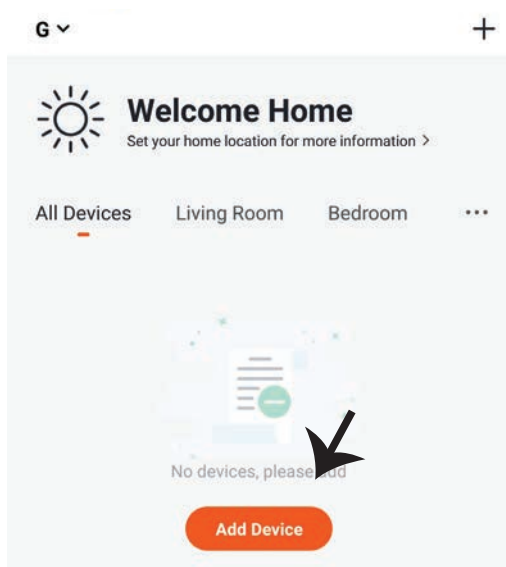 G
Welcome Home
Set your home location for more information >
All Devices Living Room Bedroom ...
No devices, please add
Add Device